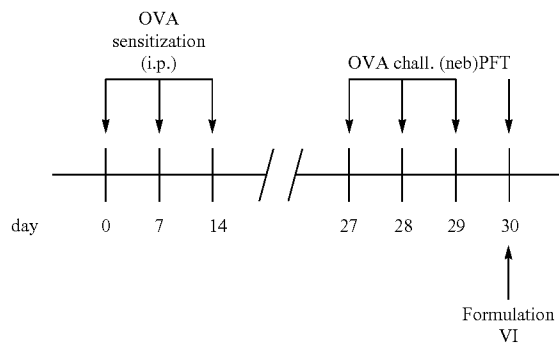 OVA
sensitization
(i.p.)
OVA chall. (neb)PFT
day 0 7 14 27 28 29 30
Formulation
VI